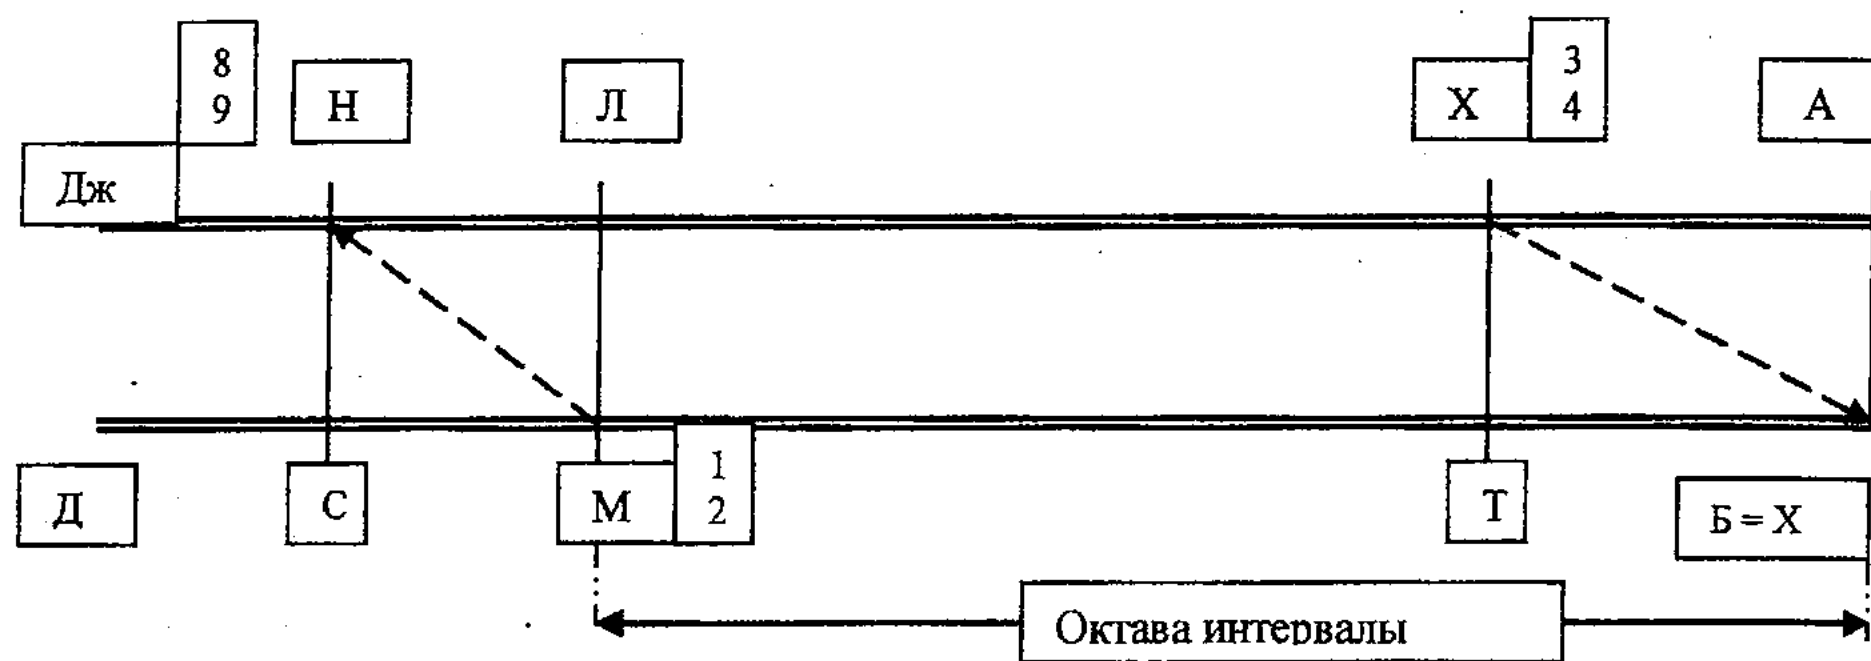 8
9
Н
Л
Х
3
4
А
Дж
Д
С
М
1
2
Т
Б = Х
Октава интервалы